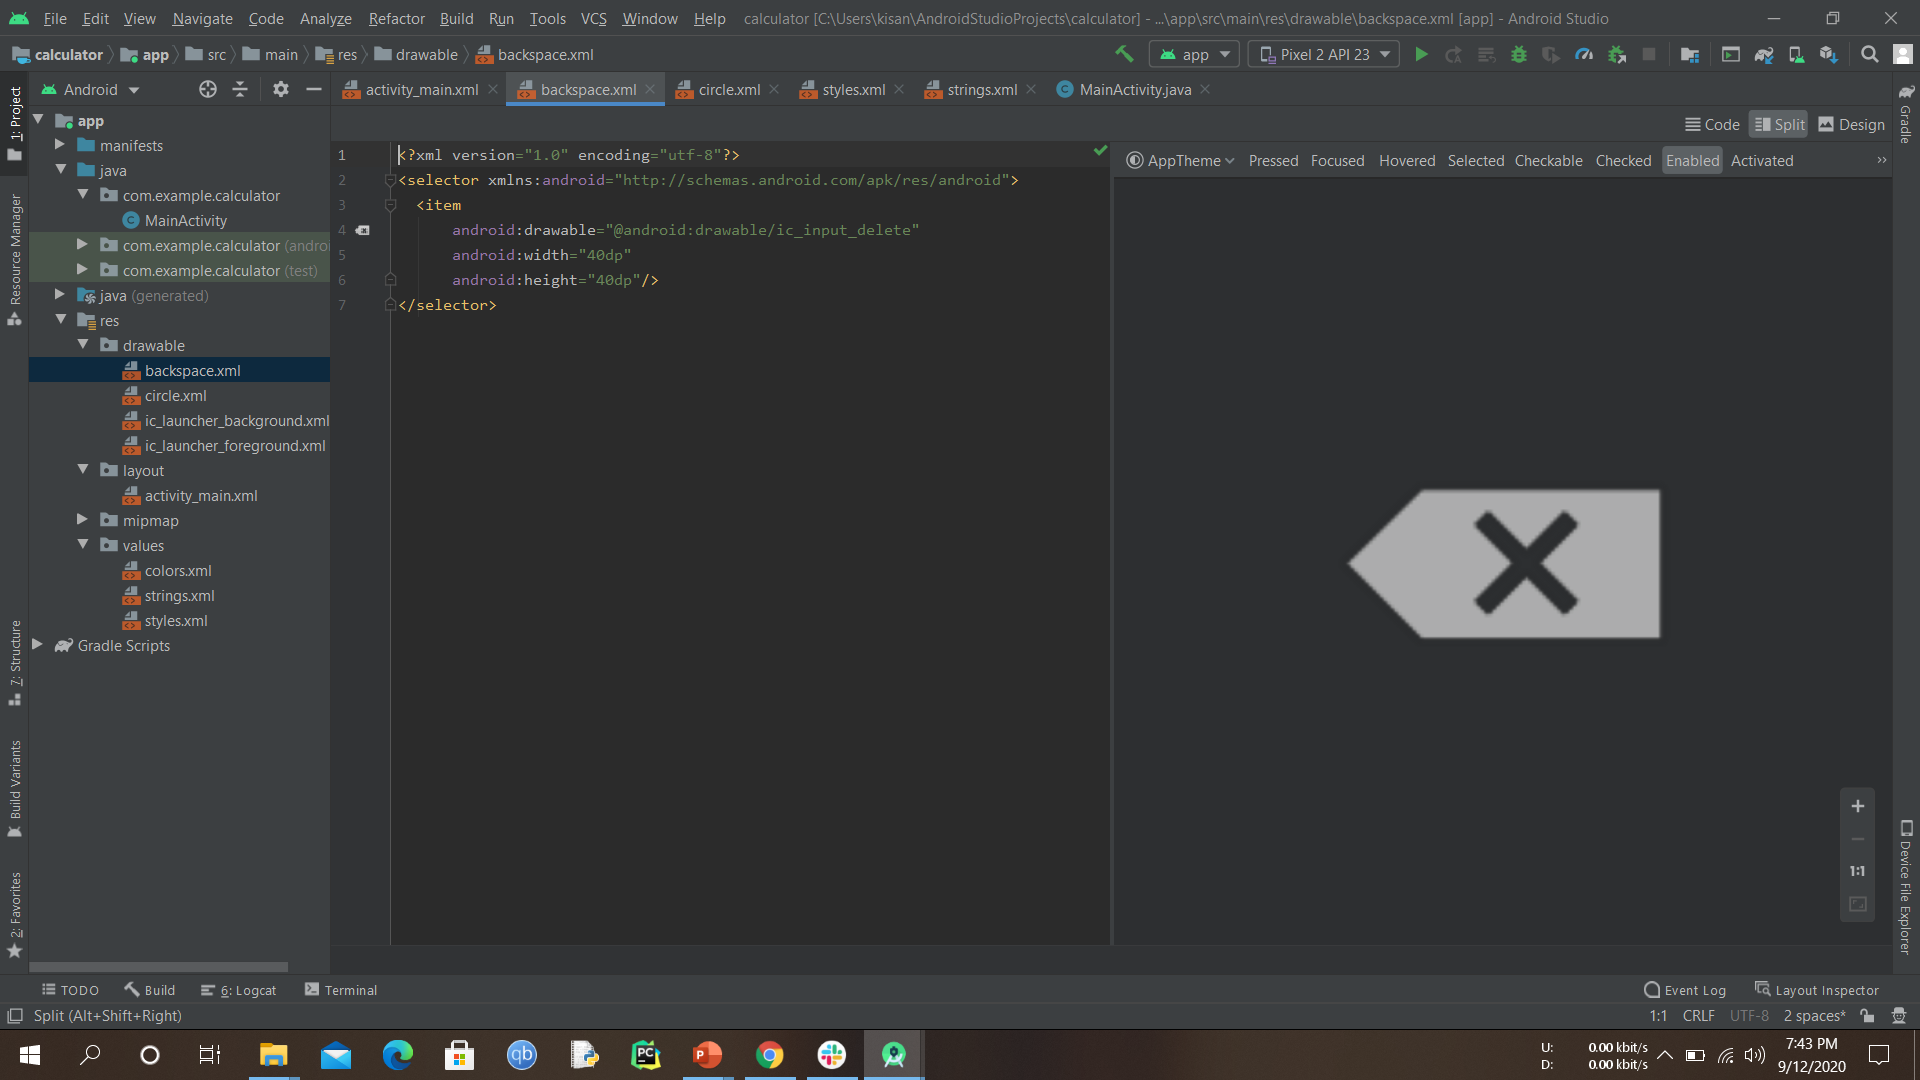 File Edit View Navigate Code Analyze Refactor Build Run Tools VCS Window Help calculator [C:\Users\kisan\AndroidStudioProjects\calculator] - ...\app\src\main\res\drawable\backspace.xml [app] - Android Studio
calculator app src main res drawable backspace.xml app Pixel 2 API 23
Android activity_main.xml backspace.xml circle.xml styles.xml strings.xml MainActivity.java
Code Split Design
AppTheme Pressed Focused Hovered Selected Checkable Checked Enabled Activated »
1: Project
Resource Manager
7: Structure
Build Variants
2: Favorites
app
manifests
java
com.example.calculator
MainActivity
com.example.calculator (andro
com.example.calculator (test)
java (generated)
res
drawable
backspace.xml
circle.xml
ic_launcher_background.xml
ic_launcher_foreground.xml
layout
activity_main.xml
mipmap
values
colors.xml
strings.xml
styles.xml
Gradle Scripts
1 <?xml version="1.0" encoding="utf-8"?>
2 <selector xmlns:android="http://schemas.android.com/apk/res/android">
3 <item
4 android:drawable="@android:drawable/ic_input_delete"
5 android:width="40dp"
6 android:height="40dp"/>
7 </selector>
1:1
Gradle
Device File Explorer
TODO Build 6: Logcat Terminal Event Log Layout Inspector
Split (Alt+Shift+Right) 1:1 CRLF UTF-8 2 spaces*
qb PC P
U: 0.00 kbit/s
D: 0.00 kbit/s
7:43 PM
9/12/2020